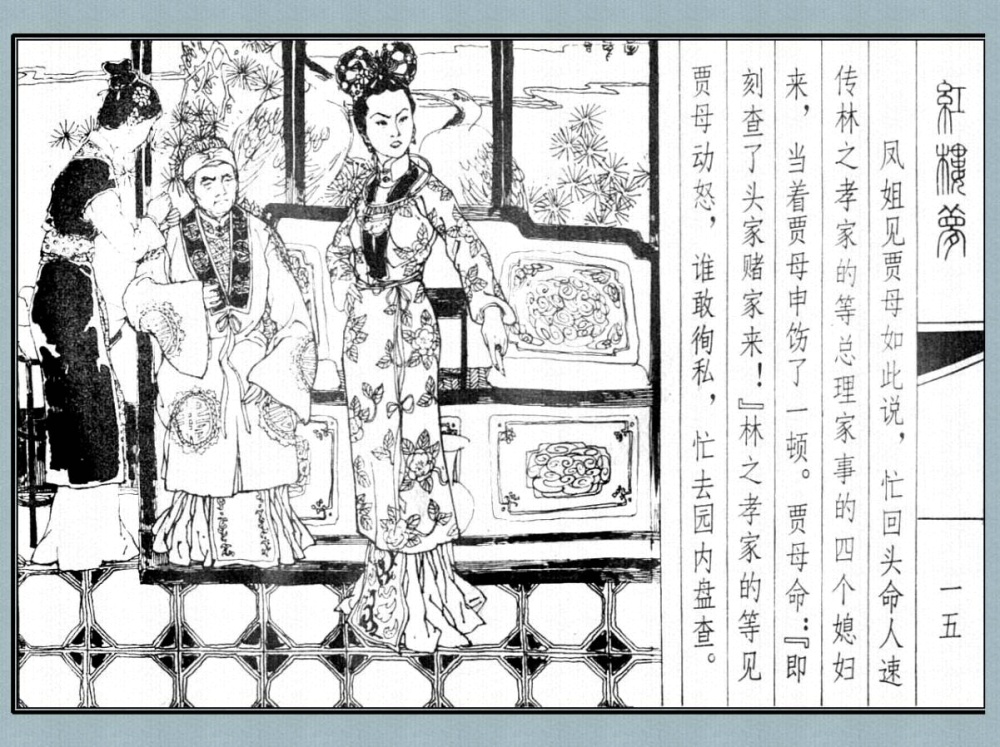 红楼梦
一五
凤姐见贾母如此说，忙回头命人速
传林之孝家的等总理家事的四个媳妇
来，当着贾母申饬了一顿。贾母命：『即
刻查了头家赌家来！』林之孝家的等见
贾母动怒，谁敢徇私，忙去园内盘查。